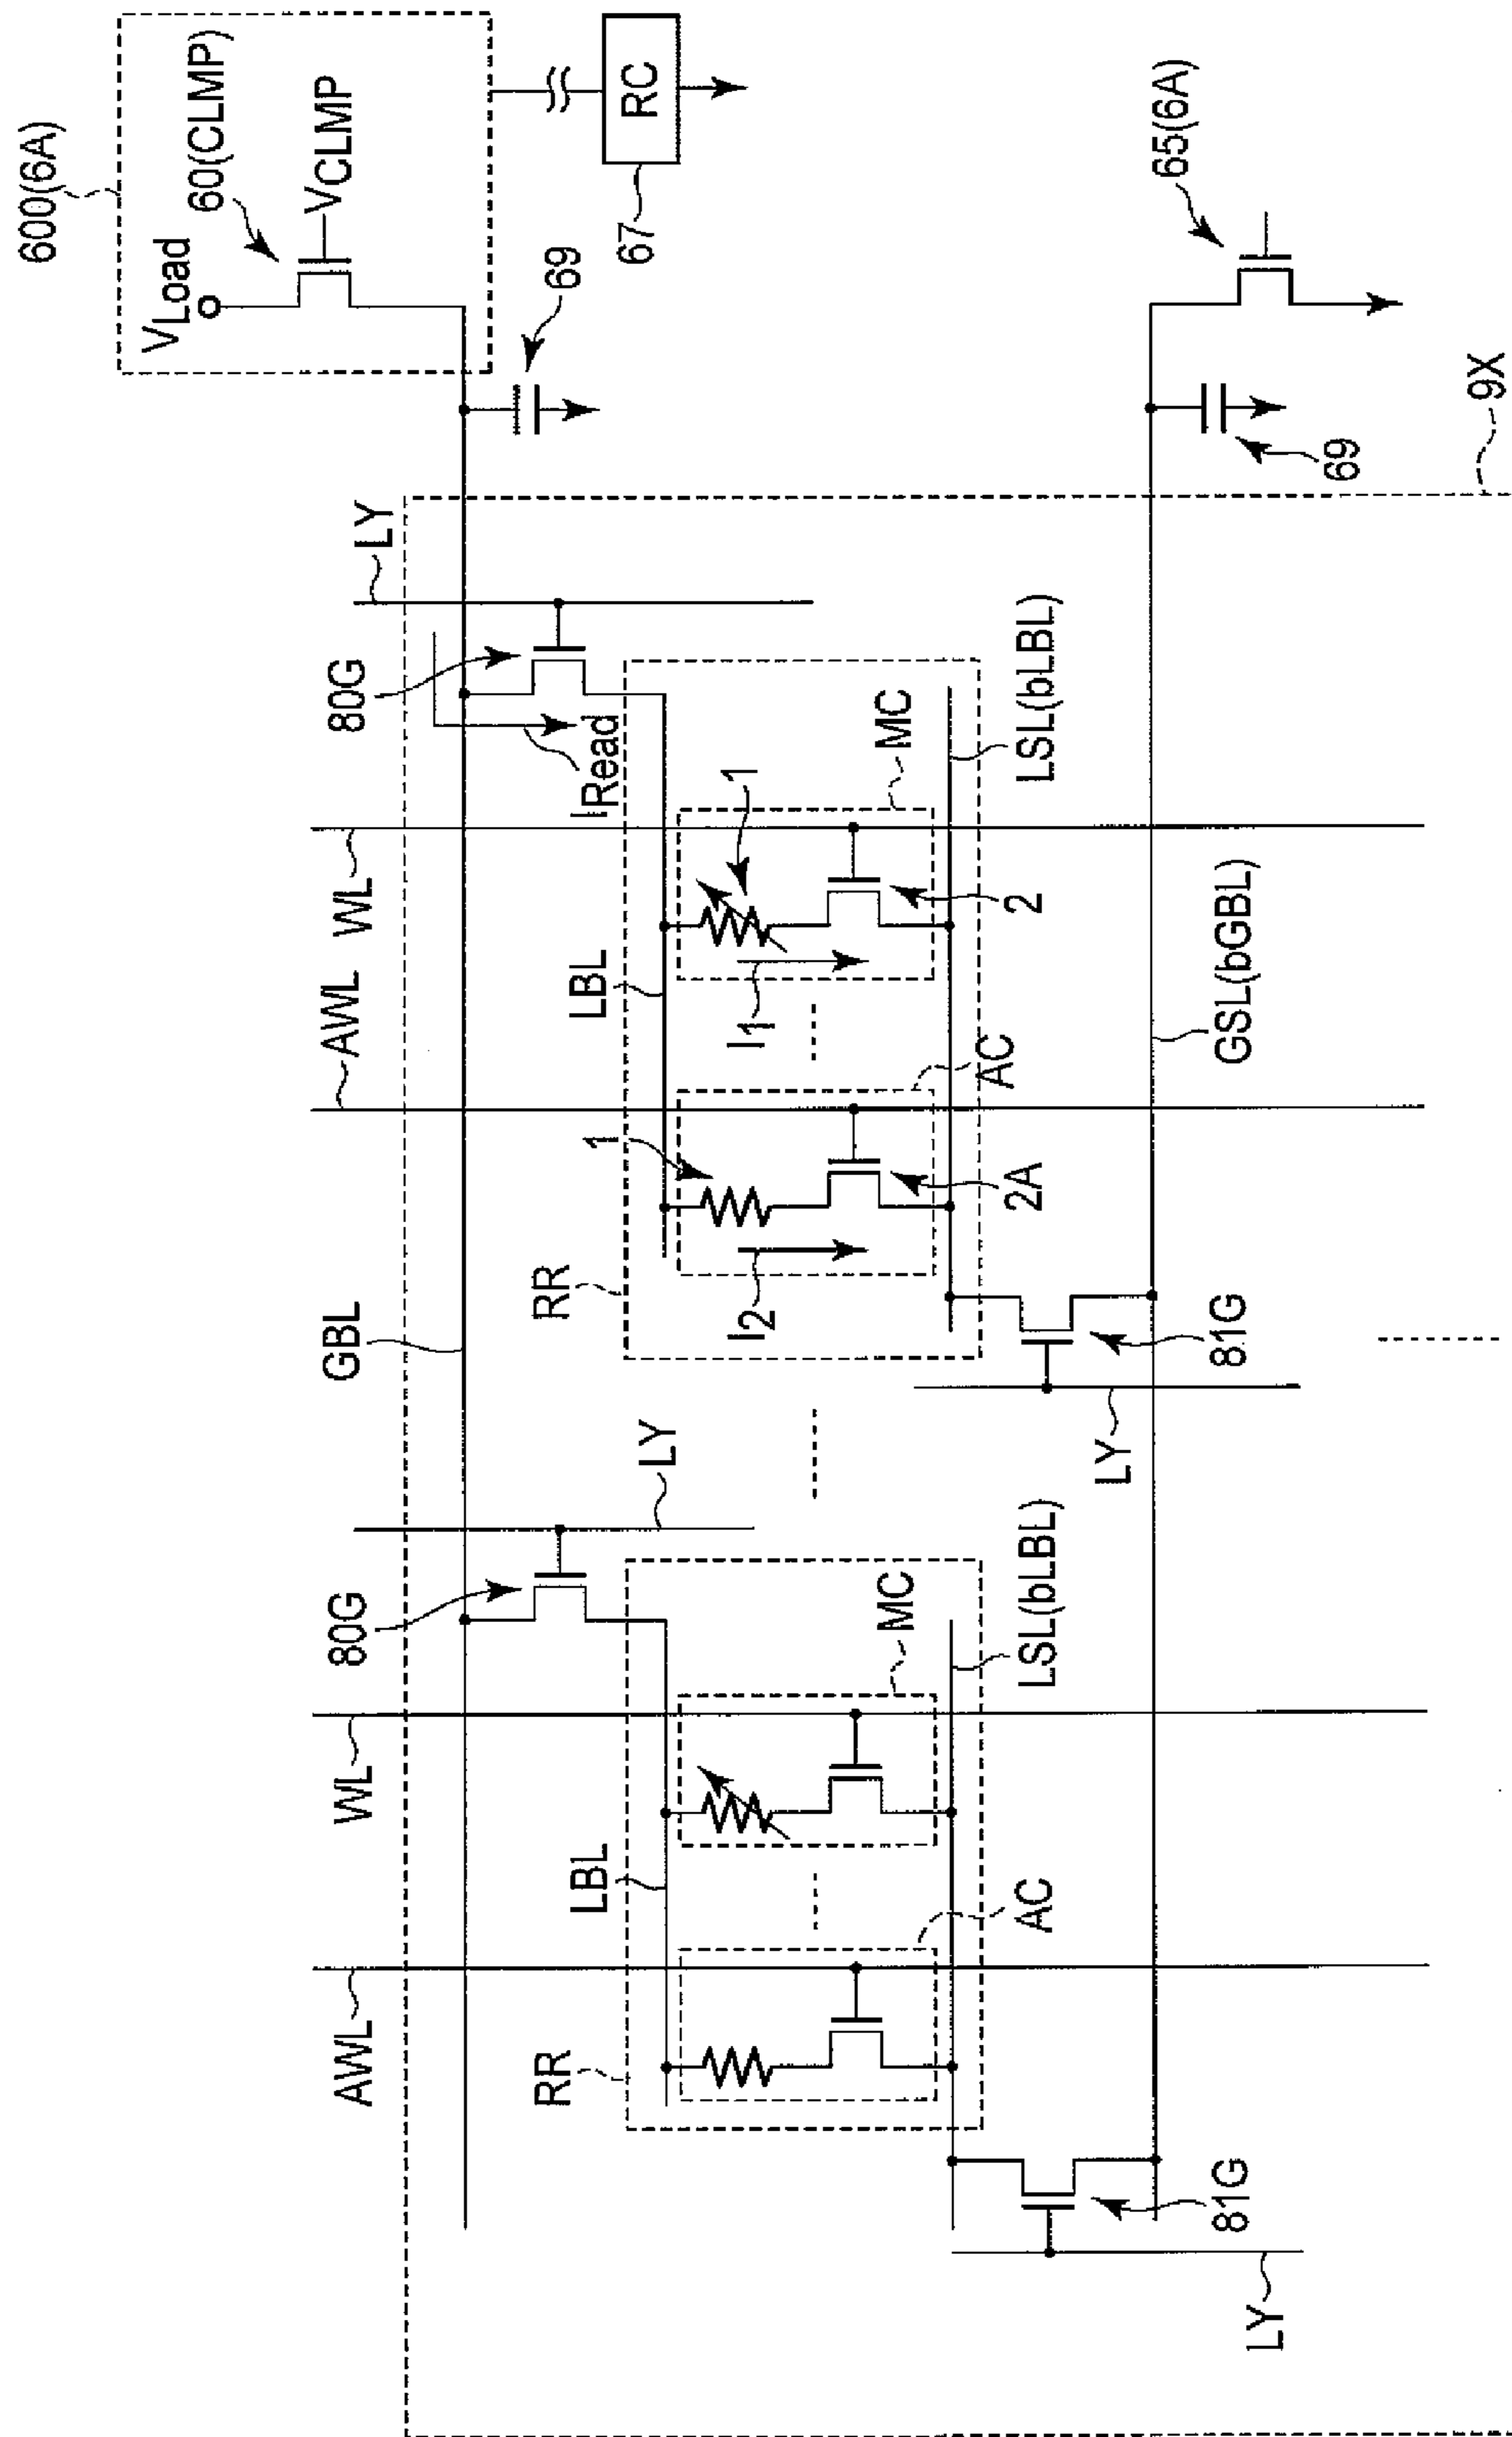 600(6A)
60(CLMP)
VLoad
VCLMP
RC
67
69
65(6A)
69
9X
LY
80G
IRead
WL
AWL
LBL
1
MC
LSL(bLBL)
2
I1
AC
1
2A
I2
RR
GSL(bGBL)
GBL
81G
LY
LY
80G
WL
MC
LSL(bLBL)
LBL
AC
AWL
RR
81G
LY